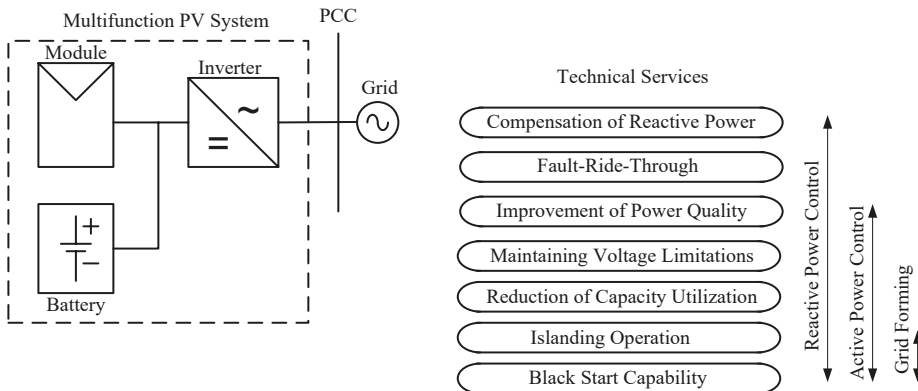 Multifunction PV System
PCC
Module
Inverter
Grid
~
=
+
−
Battery
Technical Services
Compensation of Reactive Power
Fault-Ride-Through
Improvement of Power Quality
Maintaining Voltage Limitations
Reduction of Capacity Utilization
Islanding Operation
Black Start Capability
Reactive Power Control
Active Power Control
Grid Forming